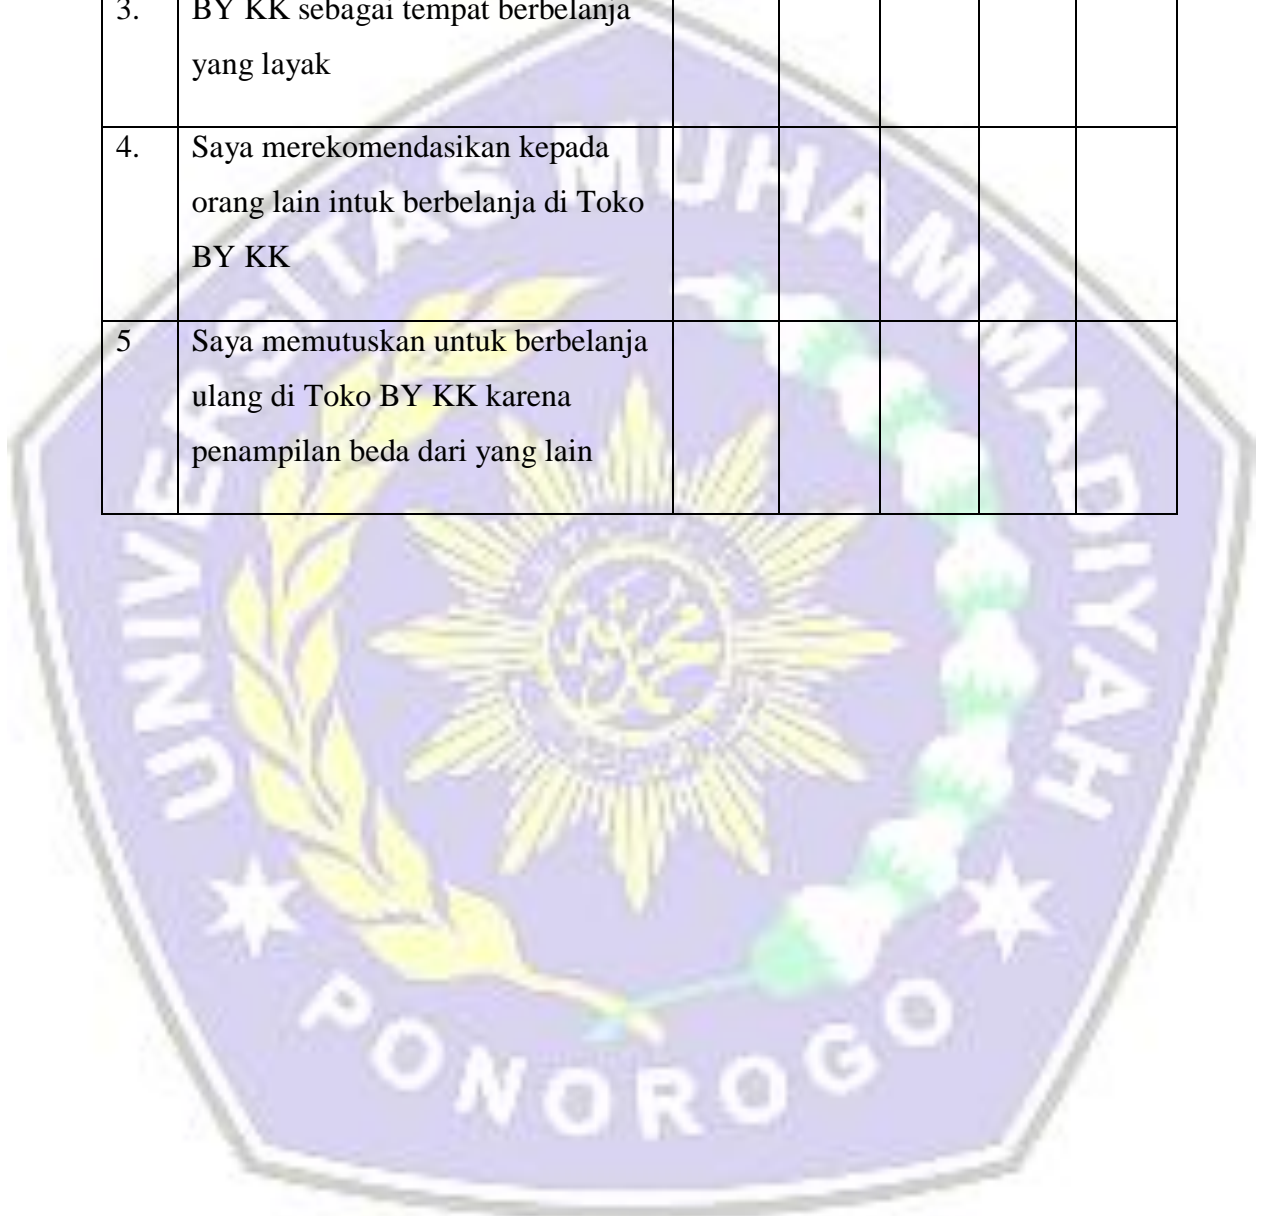 3. BY KK sebagai tempat berbelanja
yang layak
4. Saya merekomendasikan kepada
orang lain intuk berbelanja di Toko
BY KK
5 Saya memutuskan untuk berbelanja
ulang di Toko BY KK karena
penampilan beda dari yang lain
UNIVERSITAS MUHAMMADIYAH
PONOROGO